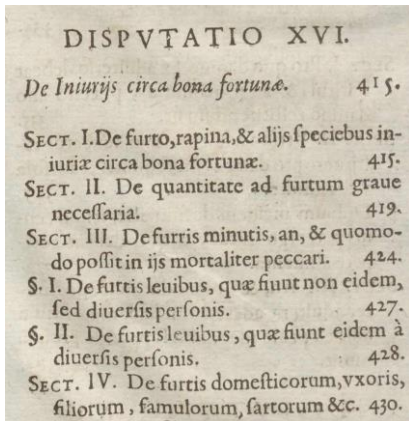 DISPVTATIO XVI.
De Iniurijs circa bona fortunæ. 415.
SECT. I. De furto, rapina, & alijs ſpeciebus in-
iuriæ circa bona fortunæ. 415.
SECT. II. De quantitate ad furtum graue
neceſſaria. 419.
SECT. III. De furris minutis, an, & quomo-
do poſſit in ijs mortaliter peccari. 424.
§. I. De furtis leuibus, quæ fiunt non eidem,
ſed diuerſis perſonis. 427.
§. II. De furtis leuibus, quæ fiunt eidem à
diuerſis perſonis. 428.
SECT. IV. De furtis domeſticorum, vxoris,
filiorum, famulorum, ſartorum &c. 430.